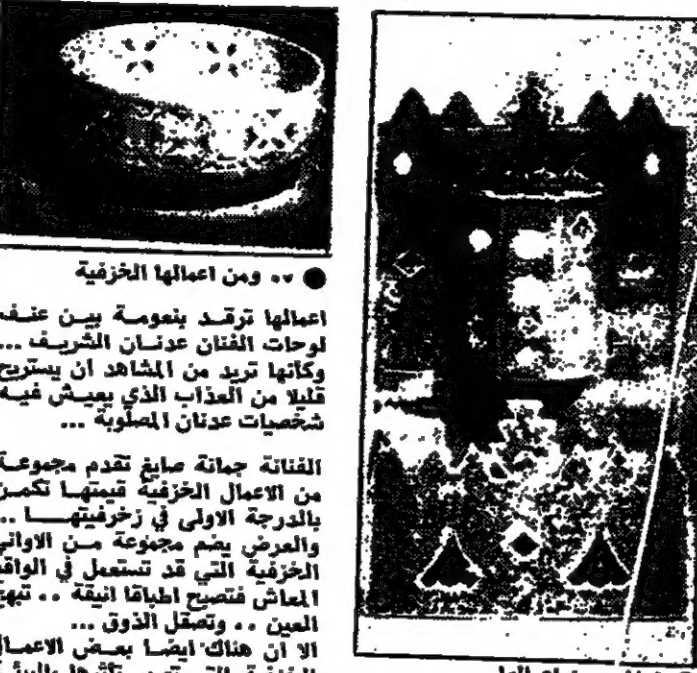 .. ومن اعمالها الخزفية
اعمالها ترقد بنعومة بين عنف
لوحات الفنان عدنان الشريف ...
وكأنها تريد من المشاهد ان يستريح
قليلا من العذاب الذي يعيش فيه
شخصيات عدنان المصلوبة ...
الفنانة جمانة صايغ تقدم مجموعة
من الاعمال الخزفية قيمتها تكمن
بالدرجة الاولى في زخرفيتها ..
والعرض يضم مجموعة من الاواني
الخزفية التي قد تستعمل في الواقع
المعاش فتصبح اطباقا انيقة .. تبهج
العين .. وتصقل الذوق ...
الا ان هناك ايضا بعض الاعمال